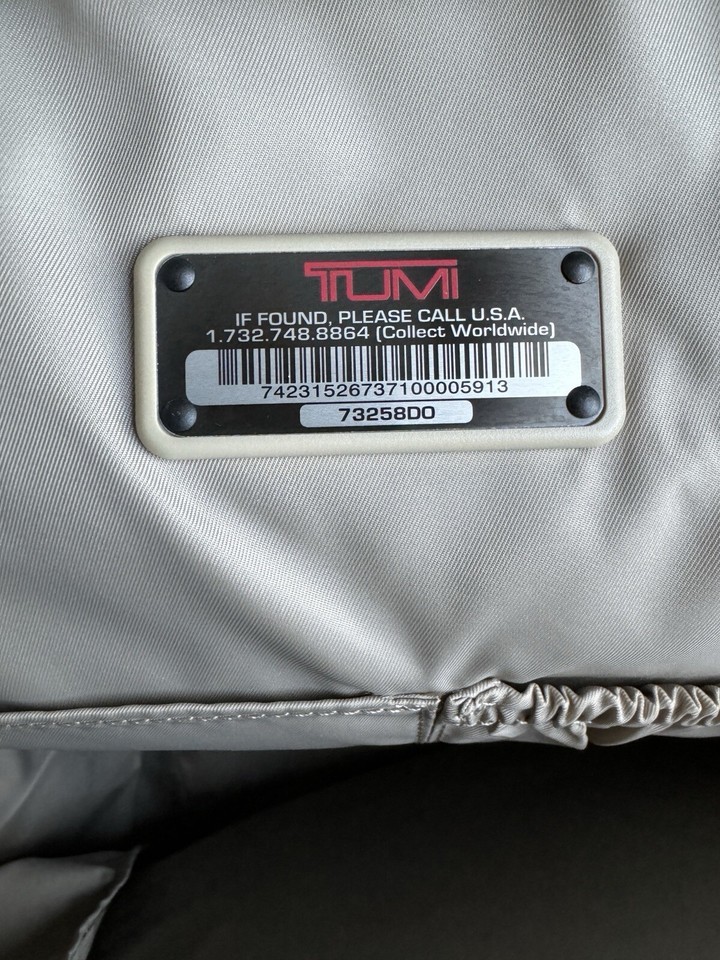 TUMI
IF FOUND, PLEASE CALL U.S.A.
1.732.748.8864 (Collect Worldwide)
74231526737100005913
73258DO